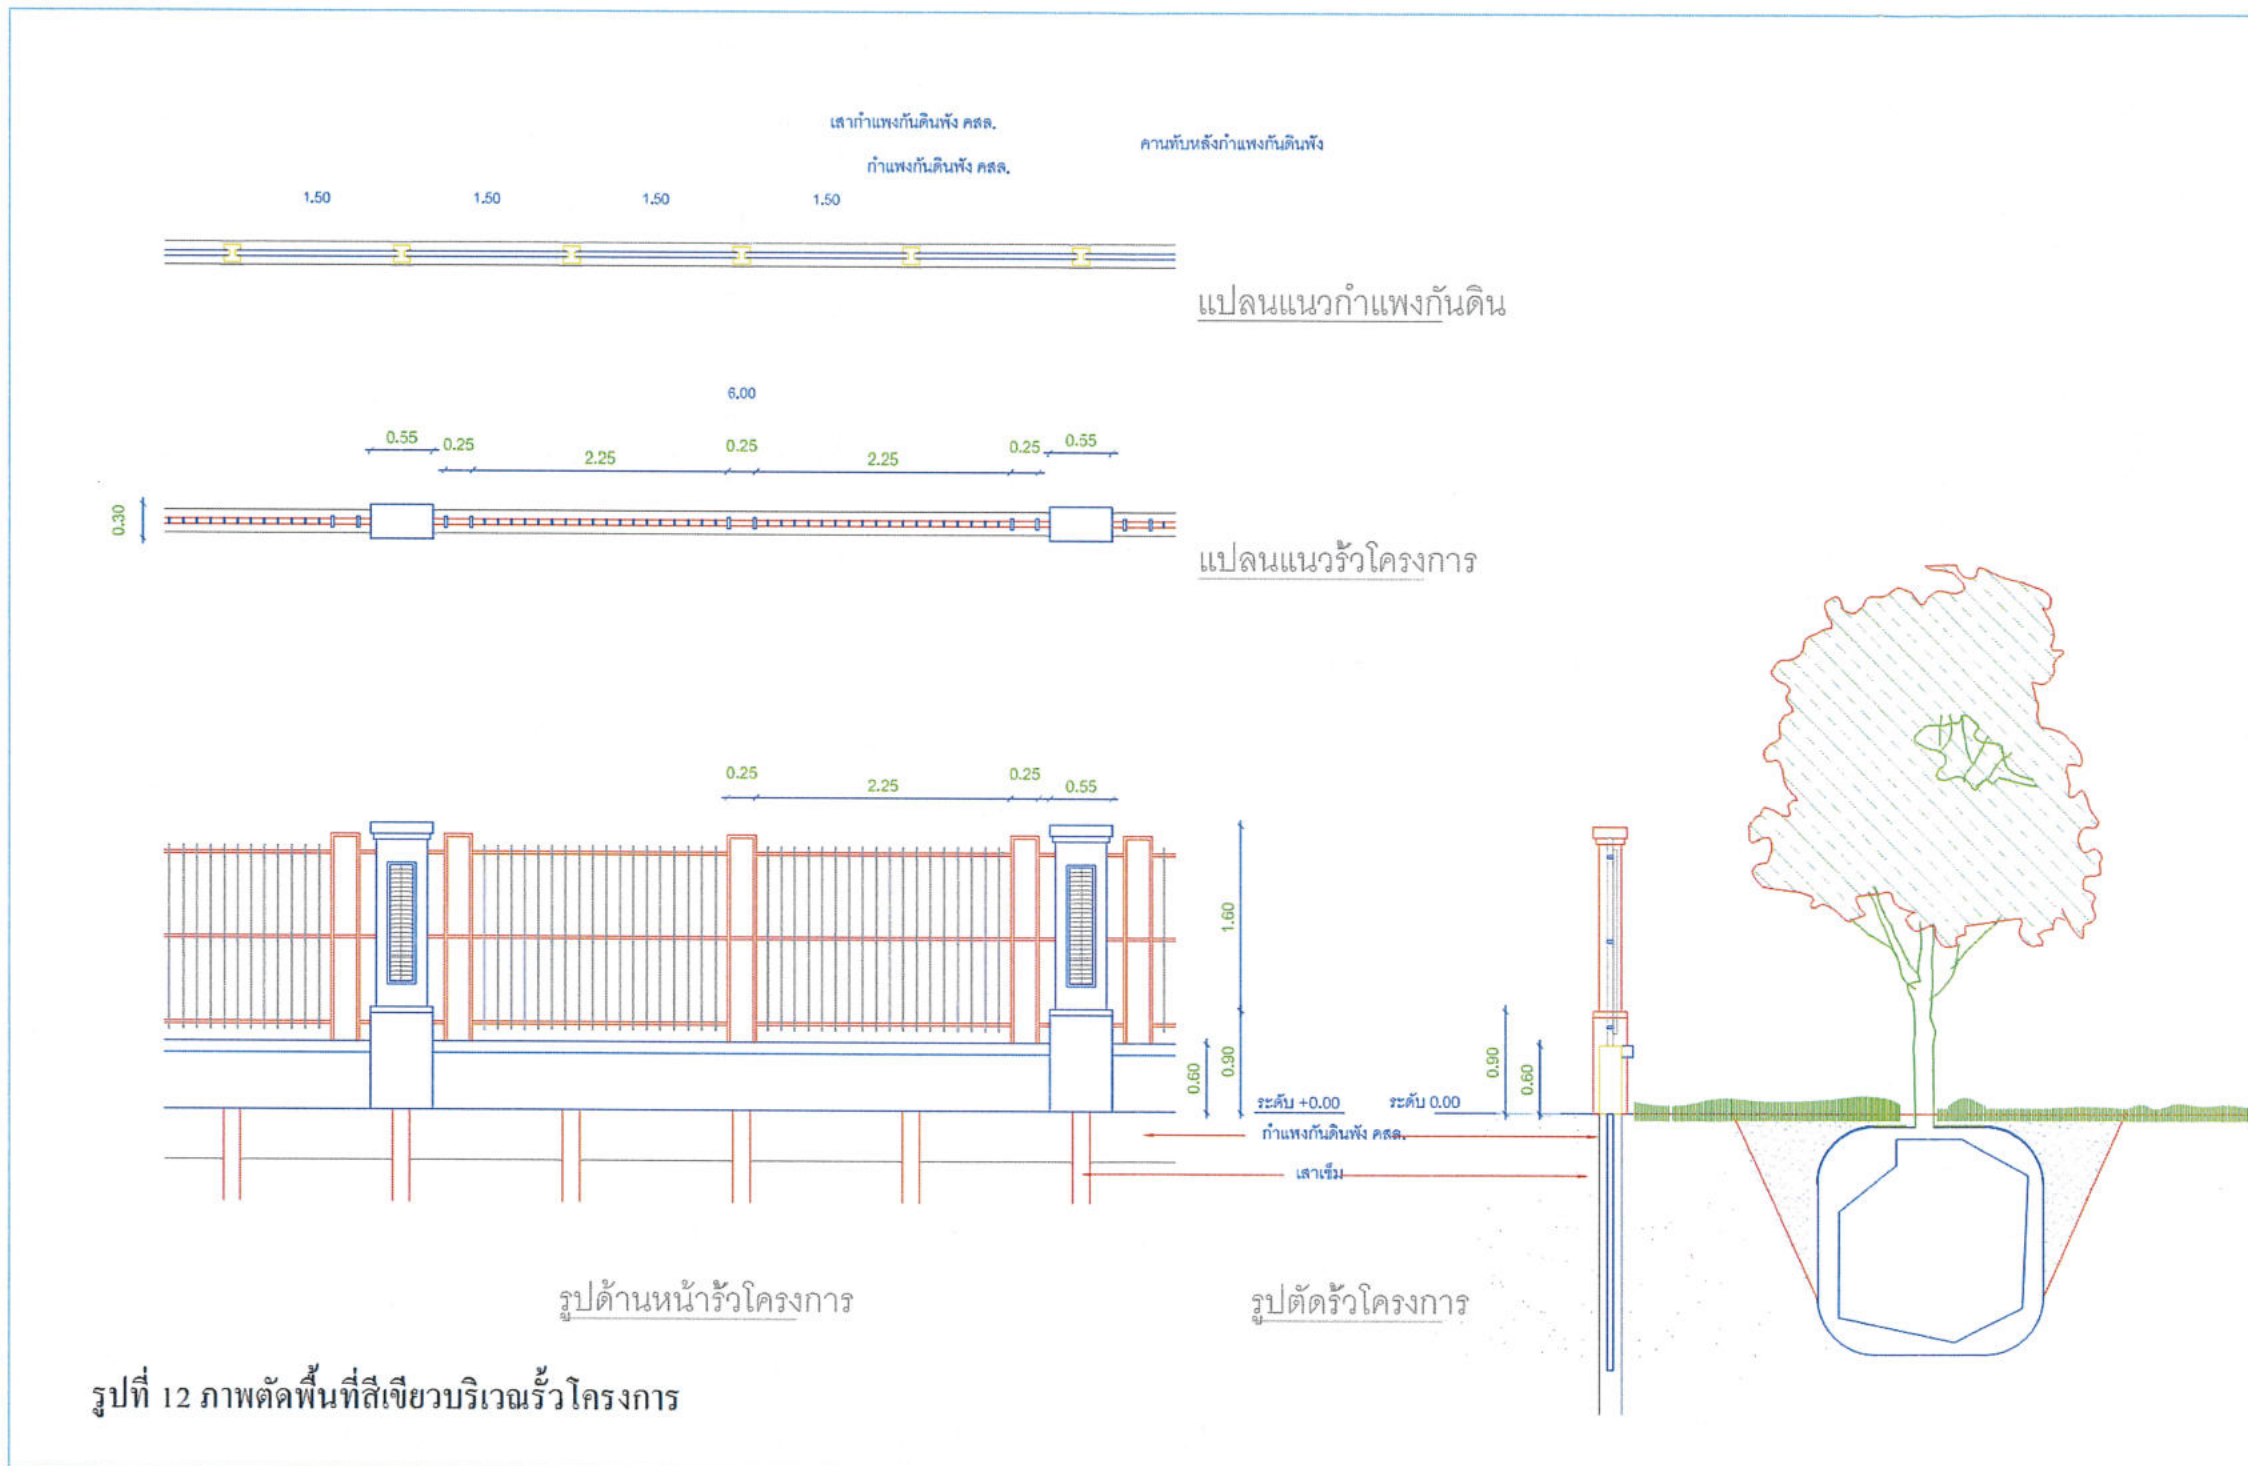 เสากำแพงกันดินพัง คสล.
คานทับหลังกำแพงกันดินพัง
กำแพงกันดินพัง คสล.
1.50 1.50 1.50 1.50
แปลนแนวกำแพงกันดิน
6.00
0.55 0.25 2.25 0.25 2.25 0.25 0.55
0.30
แปลนแนวรั้วโครงการ
0.25 2.25 0.25 0.55
1.60
0.60 0.90
0.90 0.60
ระดับ +0.00 ระดับ 0.00
กำแพงกันดินพัง คสล.
เสาเข็ม
รูปด้านหน้ารั้วโครงการ
รูปตัดรั้วโครงการ
รูปที่ 12 ภาพตัดพื้นที่สีเขียวบริเวณรั้วโครงการ